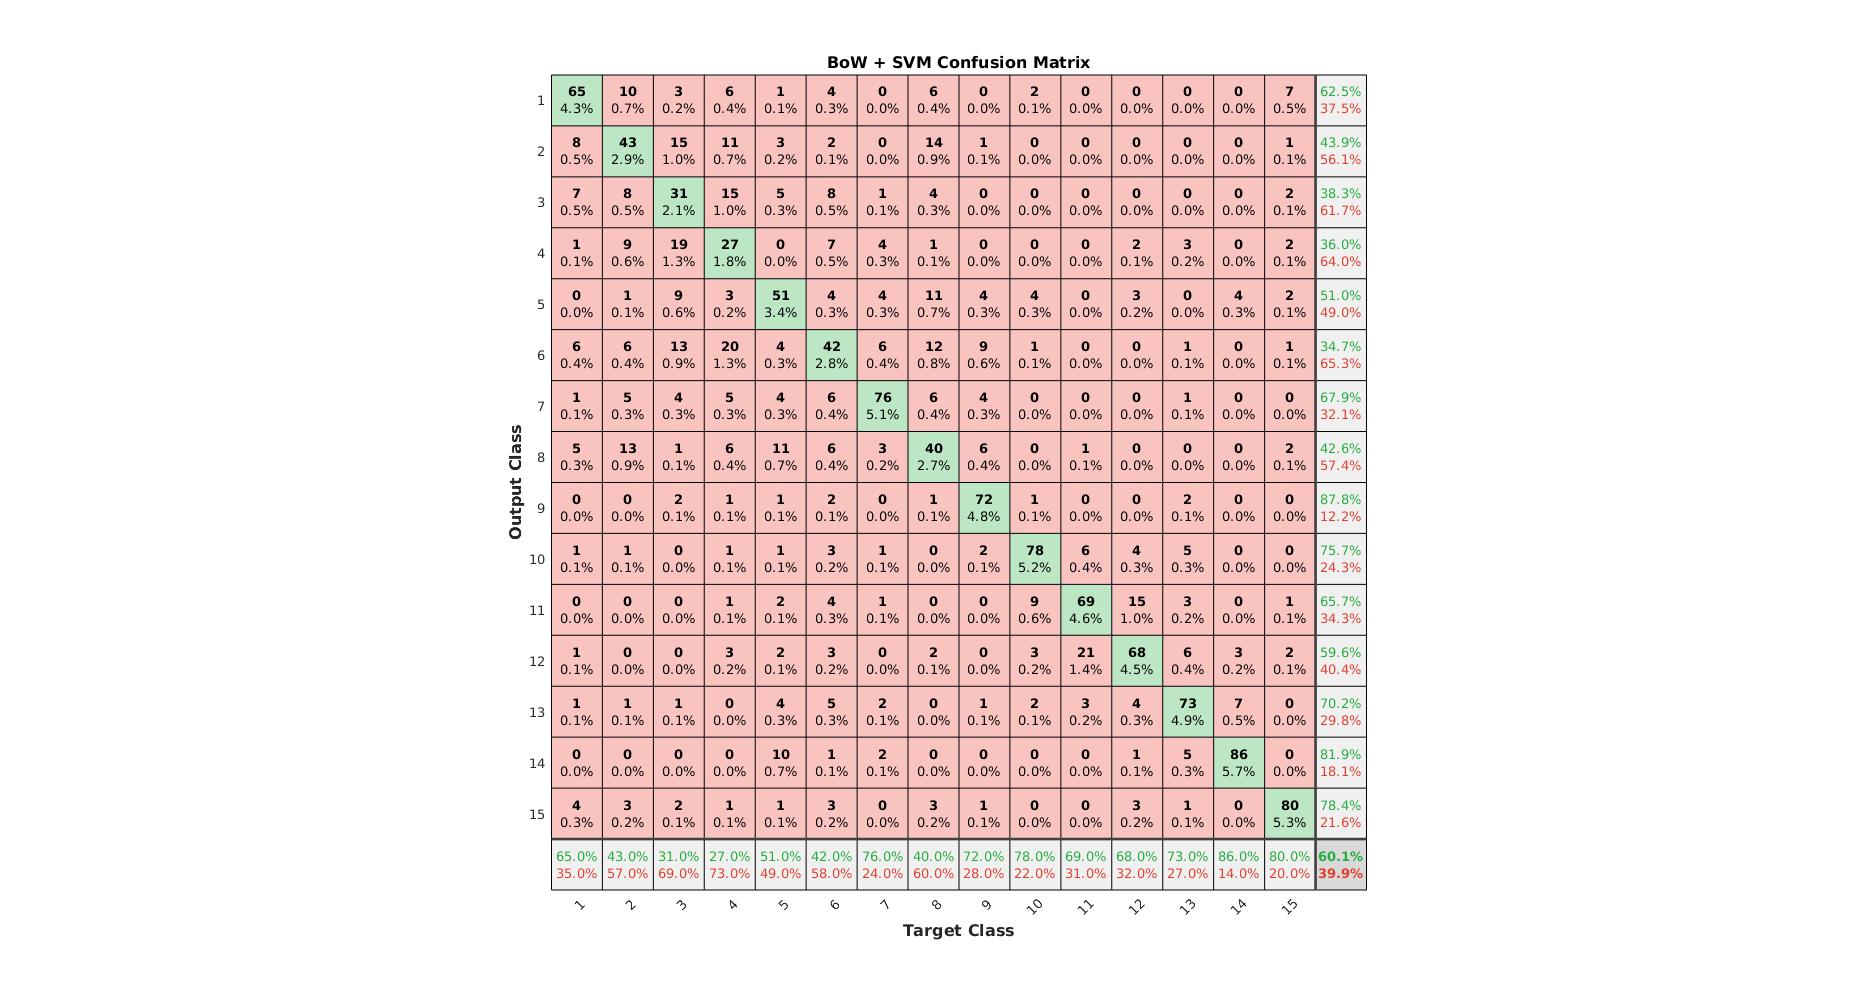 BoW + SVM Confusion Matrix
65 10 3 6 1 4 0 6 0 2 0 0 0 0 7 62.5%
1
4.3% 0.7% 0.2% 0.4% 0.1% 0.3% 0.0% 0.4% 0.0% 0.1% 0.0% 0.0% 0.0% 0.0% 0.5% 37.5%
8 43 15 11 3 2 0 14 1 0 0 0 0 0 1 43.9%
2
0.5% 2.9% 1.0% 0.7% 0.2% 0.1% 0.0% 0.9% 0.1% 0.0% 0.0% 0.0% 0.0% 0.0% 0.1% 56.1%
7 8 31 15 5 8 1 4 0 0 0 0 0 0 2 38.3%
3
0.5% 0.5% 2.1% 1.0% 0.3% 0.5% 0.1% 0.3% 0.0% 0.0% 0.0% 0.0% 0.0% 0.0% 0.1% 61.7%
1 9 19 27 0 7 4 1 0 0 0 2 3 0 2 36.0%
4
0.1% 0.6% 1.3% 1.8% 0.0% 0.5% 0.3% 0.1% 0.0% 0.0% 0.0% 0.1% 0.2% 0.0% 0.1% 64.0%
0 1 9 3 51 4 4 11 4 4 0 3 0 4 2 51.0%
5
0.0% 0.1% 0.6% 0.2% 3.4% 0.3% 0.3% 0.7% 0.3% 0.3% 0.0% 0.2% 0.0% 0.3% 0.1% 49.0%
6 6 13 20 4 42 6 12 9 1 0 0 1 0 1 34.7%
6
0.4% 0.4% 0.9% 1.3% 0.3% 2.8% 0.4% 0.8% 0.6% 0.1% 0.0% 0.0% 0.1% 0.0% 0.1% 65.3%
1 5 4 5 4 6 76 6 4 0 0 0 1 0 0 67.9%
7
0.1% 0.3% 0.3% 0.3% 0.3% 0.4% 5.1% 0.4% 0.3% 0.0% 0.0% 0.0% 0.1% 0.0% 0.0% 32.1%
5 13 1 6 11 6 3 40 6 0 1 0 0 0 2 42.6%
8
0.3% 0.9% 0.1% 0.4% 0.7% 0.4% 0.2% 2.7% 0.4% 0.0% 0.1% 0.0% 0.0% 0.0% 0.1% 57.4%
Output Class
0 0 2 1 1 2 0 1 72 1 0 0 2 0 0 87.8%
9
0.0% 0.0% 0.1% 0.1% 0.1% 0.1% 0.0% 0.1% 4.8% 0.1% 0.0% 0.0% 0.1% 0.0% 0.0% 12.2%
1 1 0 1 1 3 1 0 2 78 6 4 5 0 0 75.7%
10
0.1% 0.1% 0.0% 0.1% 0.1% 0.2% 0.1% 0.0% 0.1% 5.2% 0.4% 0.3% 0.3% 0.0% 0.0% 24.3%
0 0 0 1 2 4 1 0 0 9 69 15 3 0 1 65.7%
11
0.0% 0.0% 0.0% 0.1% 0.1% 0.3% 0.1% 0.0% 0.0% 0.6% 4.6% 1.0% 0.2% 0.0% 0.1% 34.3%
1 0 0 3 2 3 0 2 0 3 21 68 6 3 2 59.6%
12
0.1% 0.0% 0.0% 0.2% 0.1% 0.2% 0.0% 0.1% 0.0% 0.2% 1.4% 4.5% 0.4% 0.2% 0.1% 40.4%
1 1 1 0 4 5 2 0 1 2 3 4 73 7 0 70.2%
13
0.1% 0.1% 0.1% 0.0% 0.3% 0.3% 0.1% 0.0% 0.1% 0.1% 0.2% 0.3% 4.9% 0.5% 0.0% 29.8%
0 0 0 0 10 1 2 0 0 0 0 1 5 86 0 81.9%
14
0.0% 0.0% 0.0% 0.0% 0.7% 0.1% 0.1% 0.0% 0.0% 0.0% 0.0% 0.1% 0.3% 5.7% 0.0% 18.1%
4 3 2 1 1 3 0 3 1 0 0 3 1 0 80 78.4%
15
0.3% 0.2% 0.1% 0.1% 0.1% 0.2% 0.0% 0.2% 0.1% 0.0% 0.0% 0.2% 0.1% 0.0% 5.3% 21.6%
65.0% 43.0% 31.0% 27.0% 51.0% 42.0% 76.0% 40.0% 72.0% 78.0% 69.0% 68.0% 73.0% 86.0% 80.0% 60.1%
35.0% 57.0% 69.0% 73.0% 49.0% 58.0% 24.0% 60.0% 28.0% 22.0% 31.0% 32.0% 27.0% 14.0% 20.0% 39.9%
1 2 3 4 5 6 7 8 9 10 11 12 13 14 15
Target Class